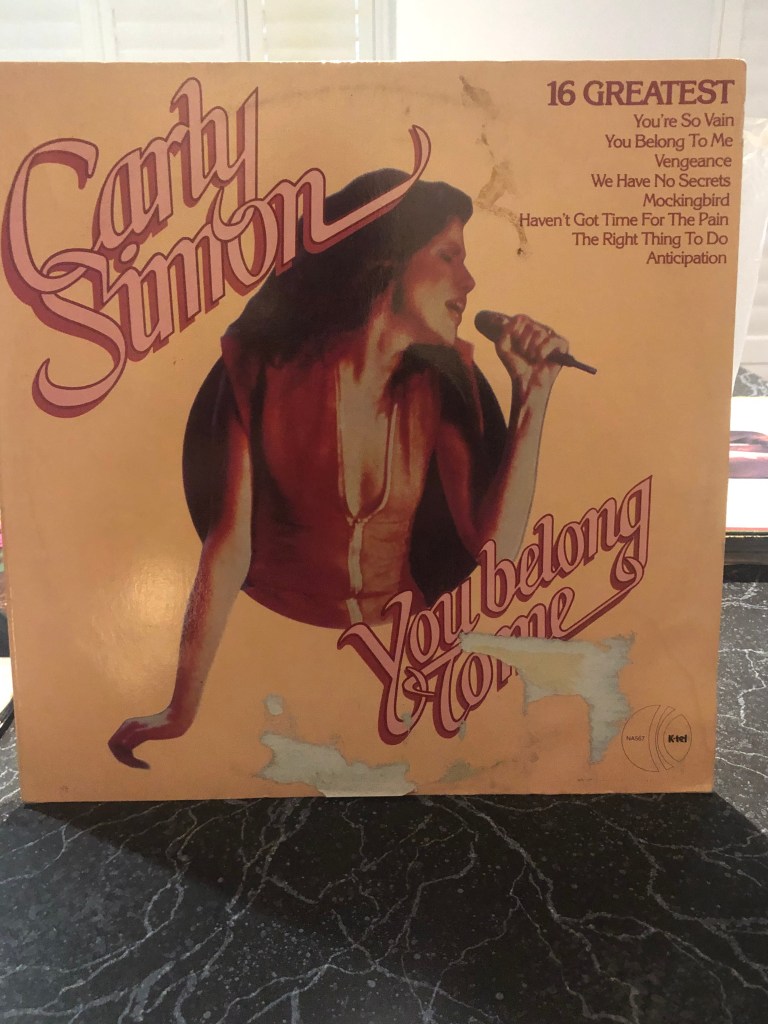 Carly
Simon
16 GREATEST
You're So Vain
You Belong To Me
Vengeance
We Have No Secrets
Mockingbird
Haven't Got Time For The Pain
The Right Thing To Do
Anticipation
You belong
to me
K-tel